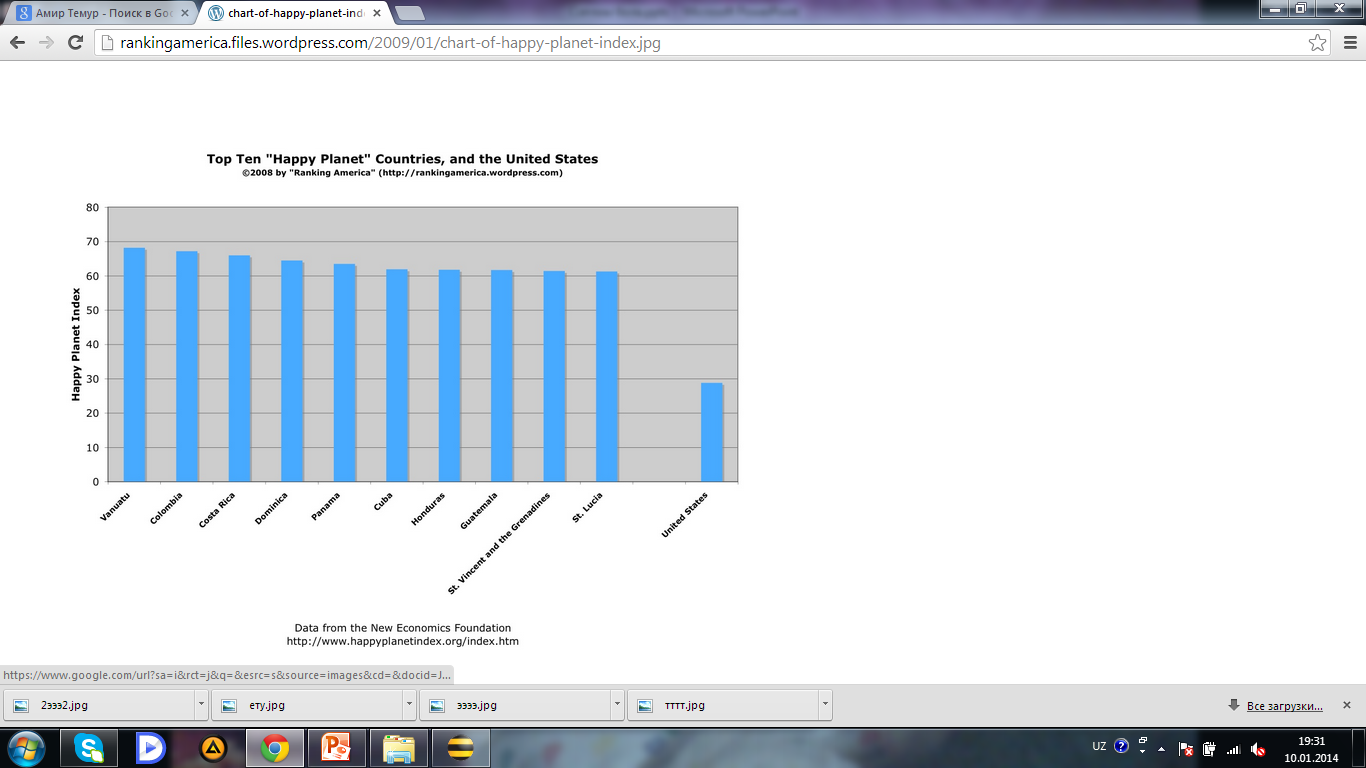 Амир Темур - Поиск в Goo
chart-of-happy-planet-inde
rankingamerica.files.wordpress.com/2009/01/chart-of-happy-planet-index.jpg
Top Ten "Happy Planet" Countries, and the United States
©2008 by "Ranking America" (http://rankingamerica.wordpress.com)
80
70
60
50
40
30
20
10
0
Happy Planet Index
Vanuatu
Colombia
Costa Rica
Dominica
Panama
Cuba
Honduras
Guatemala
St. Vincent and the Grenadines
St. Lucia
United States
Data from the New Economics Foundation
http://www.happyplanetindex.org/index.htm
https://www.google.com/url?sa=i&rct=j&q=&esrc=s&source=images&cd=&docid=J...
2эээ2.jpg
ету.jpg
ээээ.jpg
тттт.jpg
Все загрузки...
UZ
19:31
10.01.2014